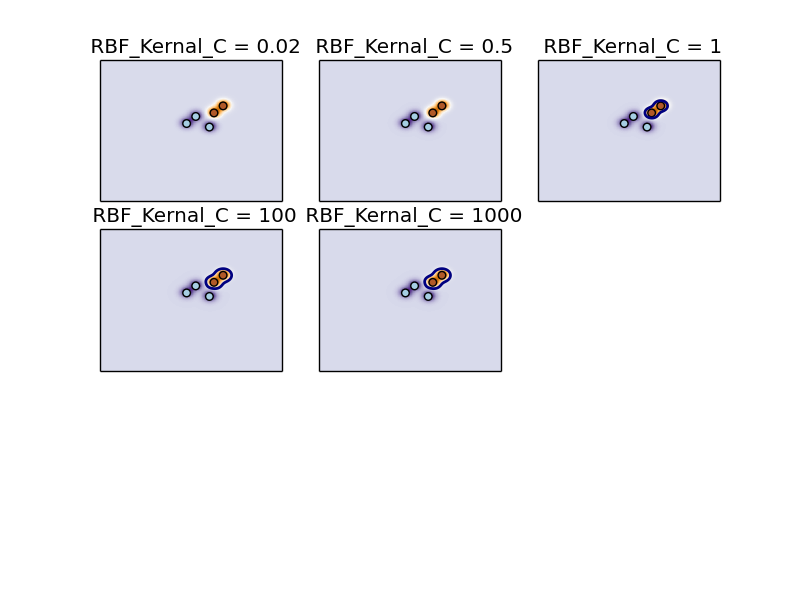 RBF_Kernal_C = 0.02
RBF_Kernal_C = 0.5
RBF_Kernal_C = 1
RBF_Kernal_C = 100
RBF_Kernal_C = 1000